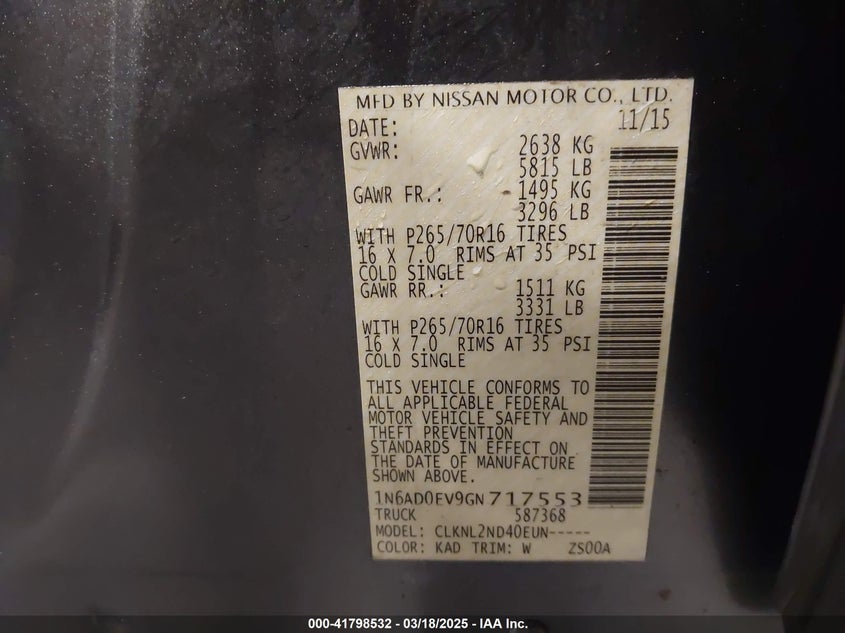 MFD BY NISSAN MOTOR CO., LTD.
DATE: 11/15
GVWR: 2638 KG
5815 LB
GAWR FR.: 1495 KG
3296 LB
WITH P265/70R16 TIRES
16 X 7.0 RIMS AT 35 PSI
COLD SINGLE
GAWR RR.: 1511 KG
3331 LB
WITH P265/70R16 TIRES
16 X 7.0 RIMS AT 35 PSI
COLD SINGLE
THIS VEHICLE CONFORMS TO
ALL APPLICABLE FEDERAL
MOTOR VEHICLE SAFETY AND
THEFT PREVENTION
STANDARDS IN EFFECT ON
THE DATE OF MANUFACTURE
SHOWN ABOVE.
1N6AD0EV9GN717553
TRUCK 587368
MODEL: CLKNL2ND40EUN-----
COLOR: KAD TRIM: W ZS00A
000-41798532 — 03/18/2025 - IAA Inc.